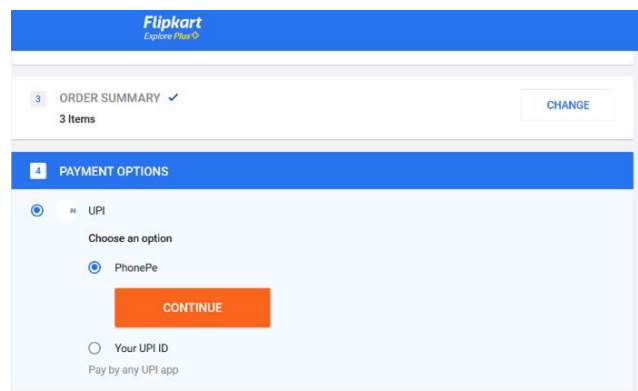 Flipkart
Explore Plus
3 ORDER SUMMARY
3 Items
CHANGE
4 PAYMENT OPTIONS
UPI
Choose an option
PhonePe
CONTINUE
Your UPI ID
Pay by any UPI app